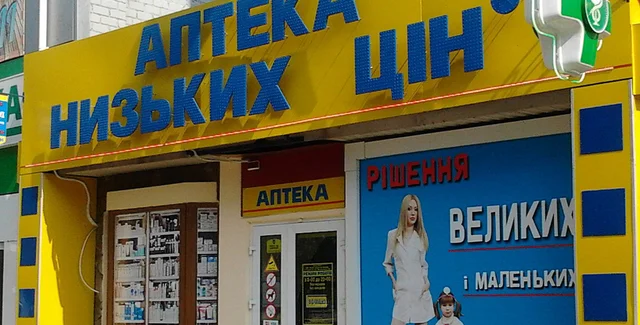 АПТЕКА
НИЗЬКИХ ЦІН
АПТЕКА
РІШЕННЯ
ВЕЛИКИХ
і МАЛЕНЬКИХ